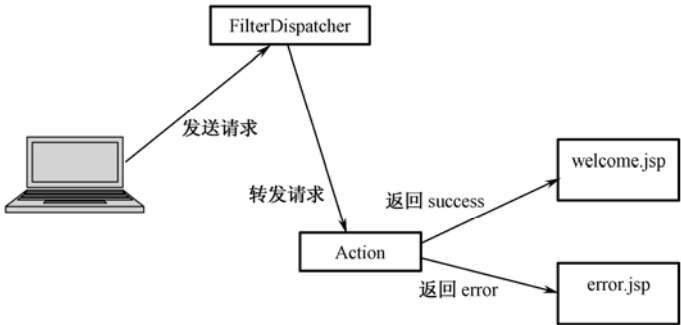 FilterDispatcher
发送请求
转发请求
Action
返回 success
welcome.jsp
返回 error
error.jsp